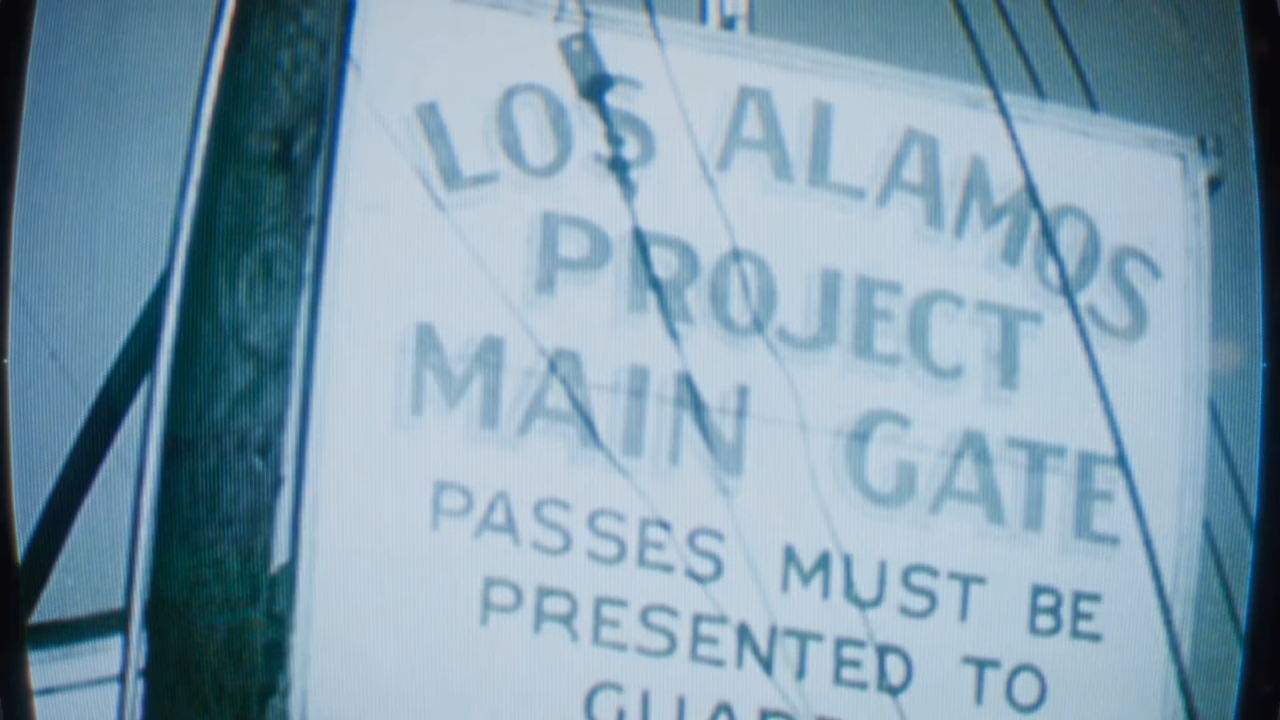 LOS ALAMOS
PROJECT
MAIN GATE
PASSES MUST BE
PRESENTED TO